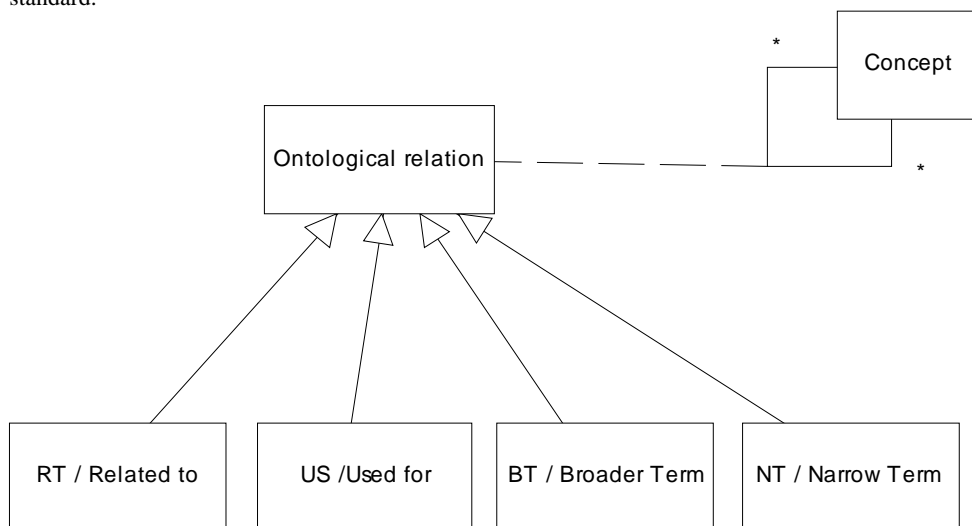 standard.
*
Concept
Ontological relation
*
RT / Related to
US /Used for
BT / Broader Term
NT / Narrow Term